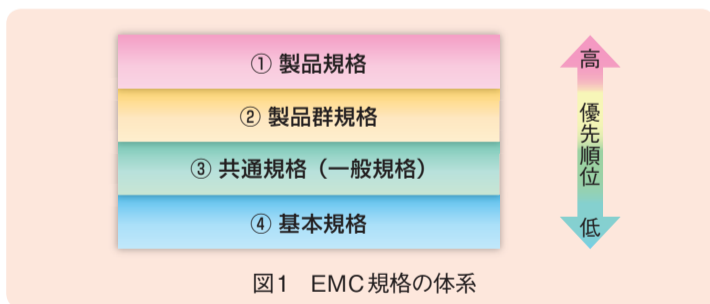 ① 製品規格
② 製品群規格
③ 共通規格（一般規格）
④ 基本規格
高
優先順位
低
図1　EMC規格の体系